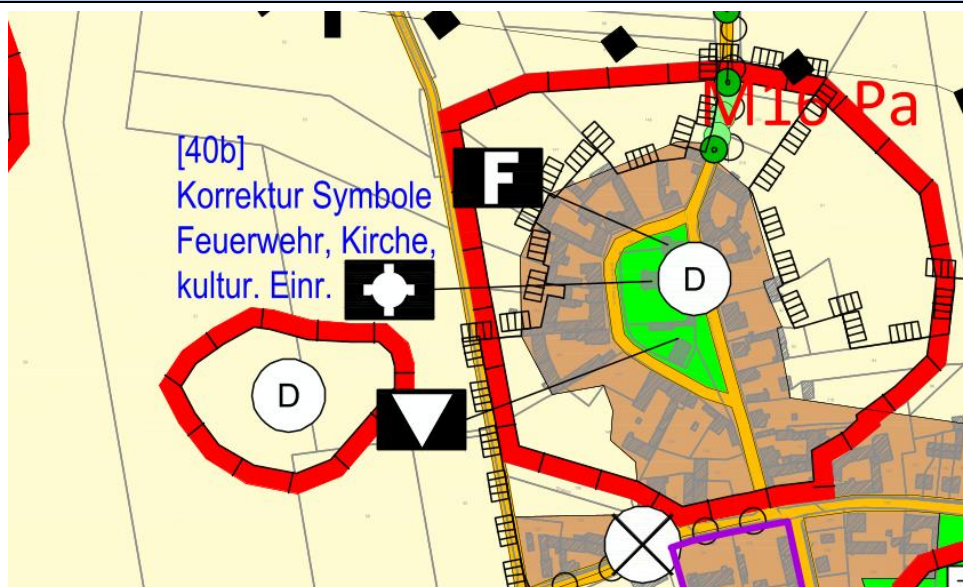 M16 Pa
[40b]
Korrektur Symbole
Feuerwehr, Kirche,
kultur. Einr.
F
D
D